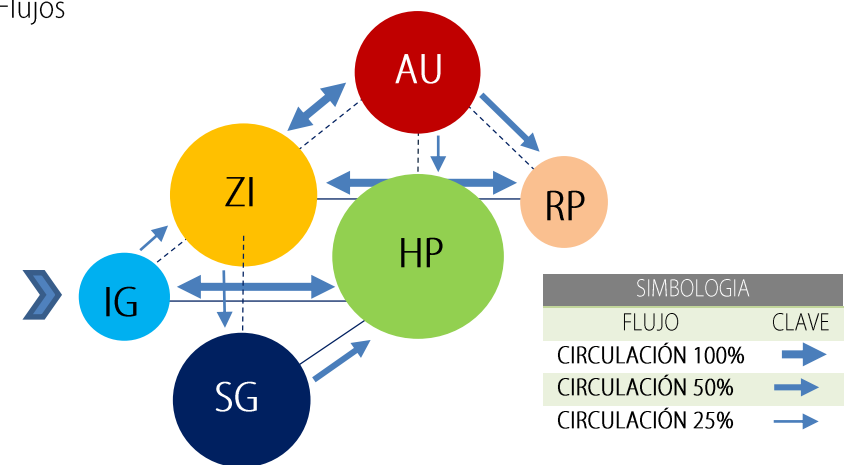 Flujos
AU
ZI
RP
HP
IG
SG
SIMBOLOGIA
FLUJO CLAVE
CIRCULACIÓN 100%
CIRCULACIÓN 50%
CIRCULACIÓN 25%